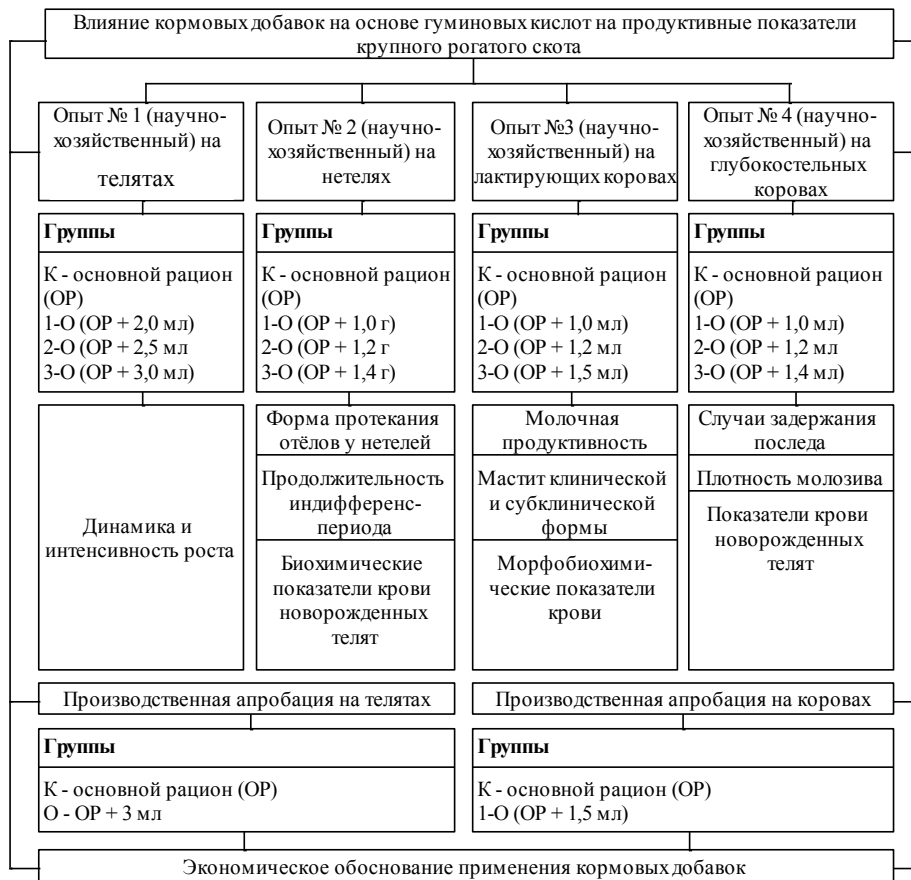 Влияние кормовых добавок на основе гуминовых кислот на продуктивные показатели
крупного рогатого скота
Опыт № 1 (научно-
хозяйственный) на
телятах
Опыт № 2 (научно-
хозяйственный) на
нетелях
Опыт №3 (научно-
хозяйственный) на
лактирующих коровах
Опыт № 4 (научно-
хозяйственный) на
глубокостельных
коровах
Группы
К - основной рацион
(ОР)
1-О (ОР + 2,0 мл)
2-О (ОР + 2,5 мл
3-О (ОР + 3,0 мл)
Группы
К - основной рацион
(ОР)
1-О (ОР + 1,0 г)
2-О (ОР + 1,2 г
3-О (ОР + 1,4 г)
Группы
К - основной рацион
(ОР)
1-О (ОР + 1,0 мл)
2-О (ОР + 1,2 мл
3-О (ОР + 1,5 мл)
Группы
К - основной рацион
(ОР)
1-О (ОР + 1,0 мл)
2-О (ОР + 1,2 мл
3-О (ОР + 1,4 мл)
Динамика и
интенсивность роста
Форма протекания
отёлов у нетелей
Продолжительность
индифференс-
периода
Биохимические
показатели крови
новорожденных
телят
Молочная
продуктивность
Мастит клинической
и субклинической
формы
Морфобиохими-
ческие показатели
крови
Случаи задержания
последа
Плотность молозива
Показатели крови
новорожденных
телят
Производственная апробация на телятах
Производственная апробация на коровах
Группы
К - основной рацион (ОР)
О - ОР + 3 мл
Группы
К - основной рацион (ОР)
1-О (ОР + 1,5 мл)
Экономическое обоснование применения кормовых добавок